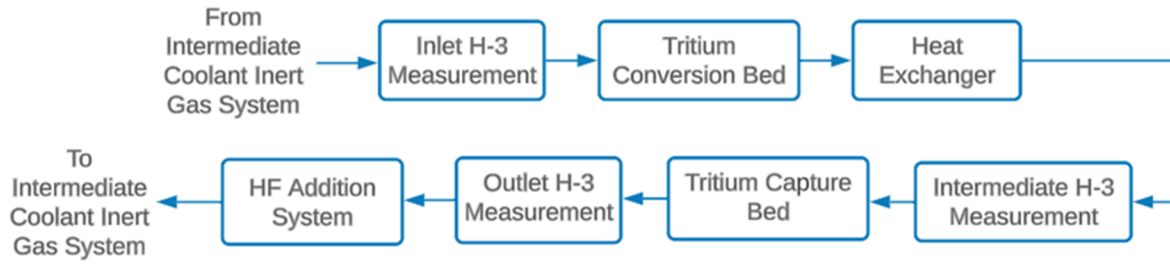 From
Intermediate
Coolant Inert
Gas System
Inlet H-3
Measurement
Tritium
Conversion Bed
Heat
Exchanger
To
Intermediate
Coolant Inert
Gas System
HF Addition
System
Outlet H-3
Measurement
Tritium Capture
Bed
Intermediate H-3
Measurement